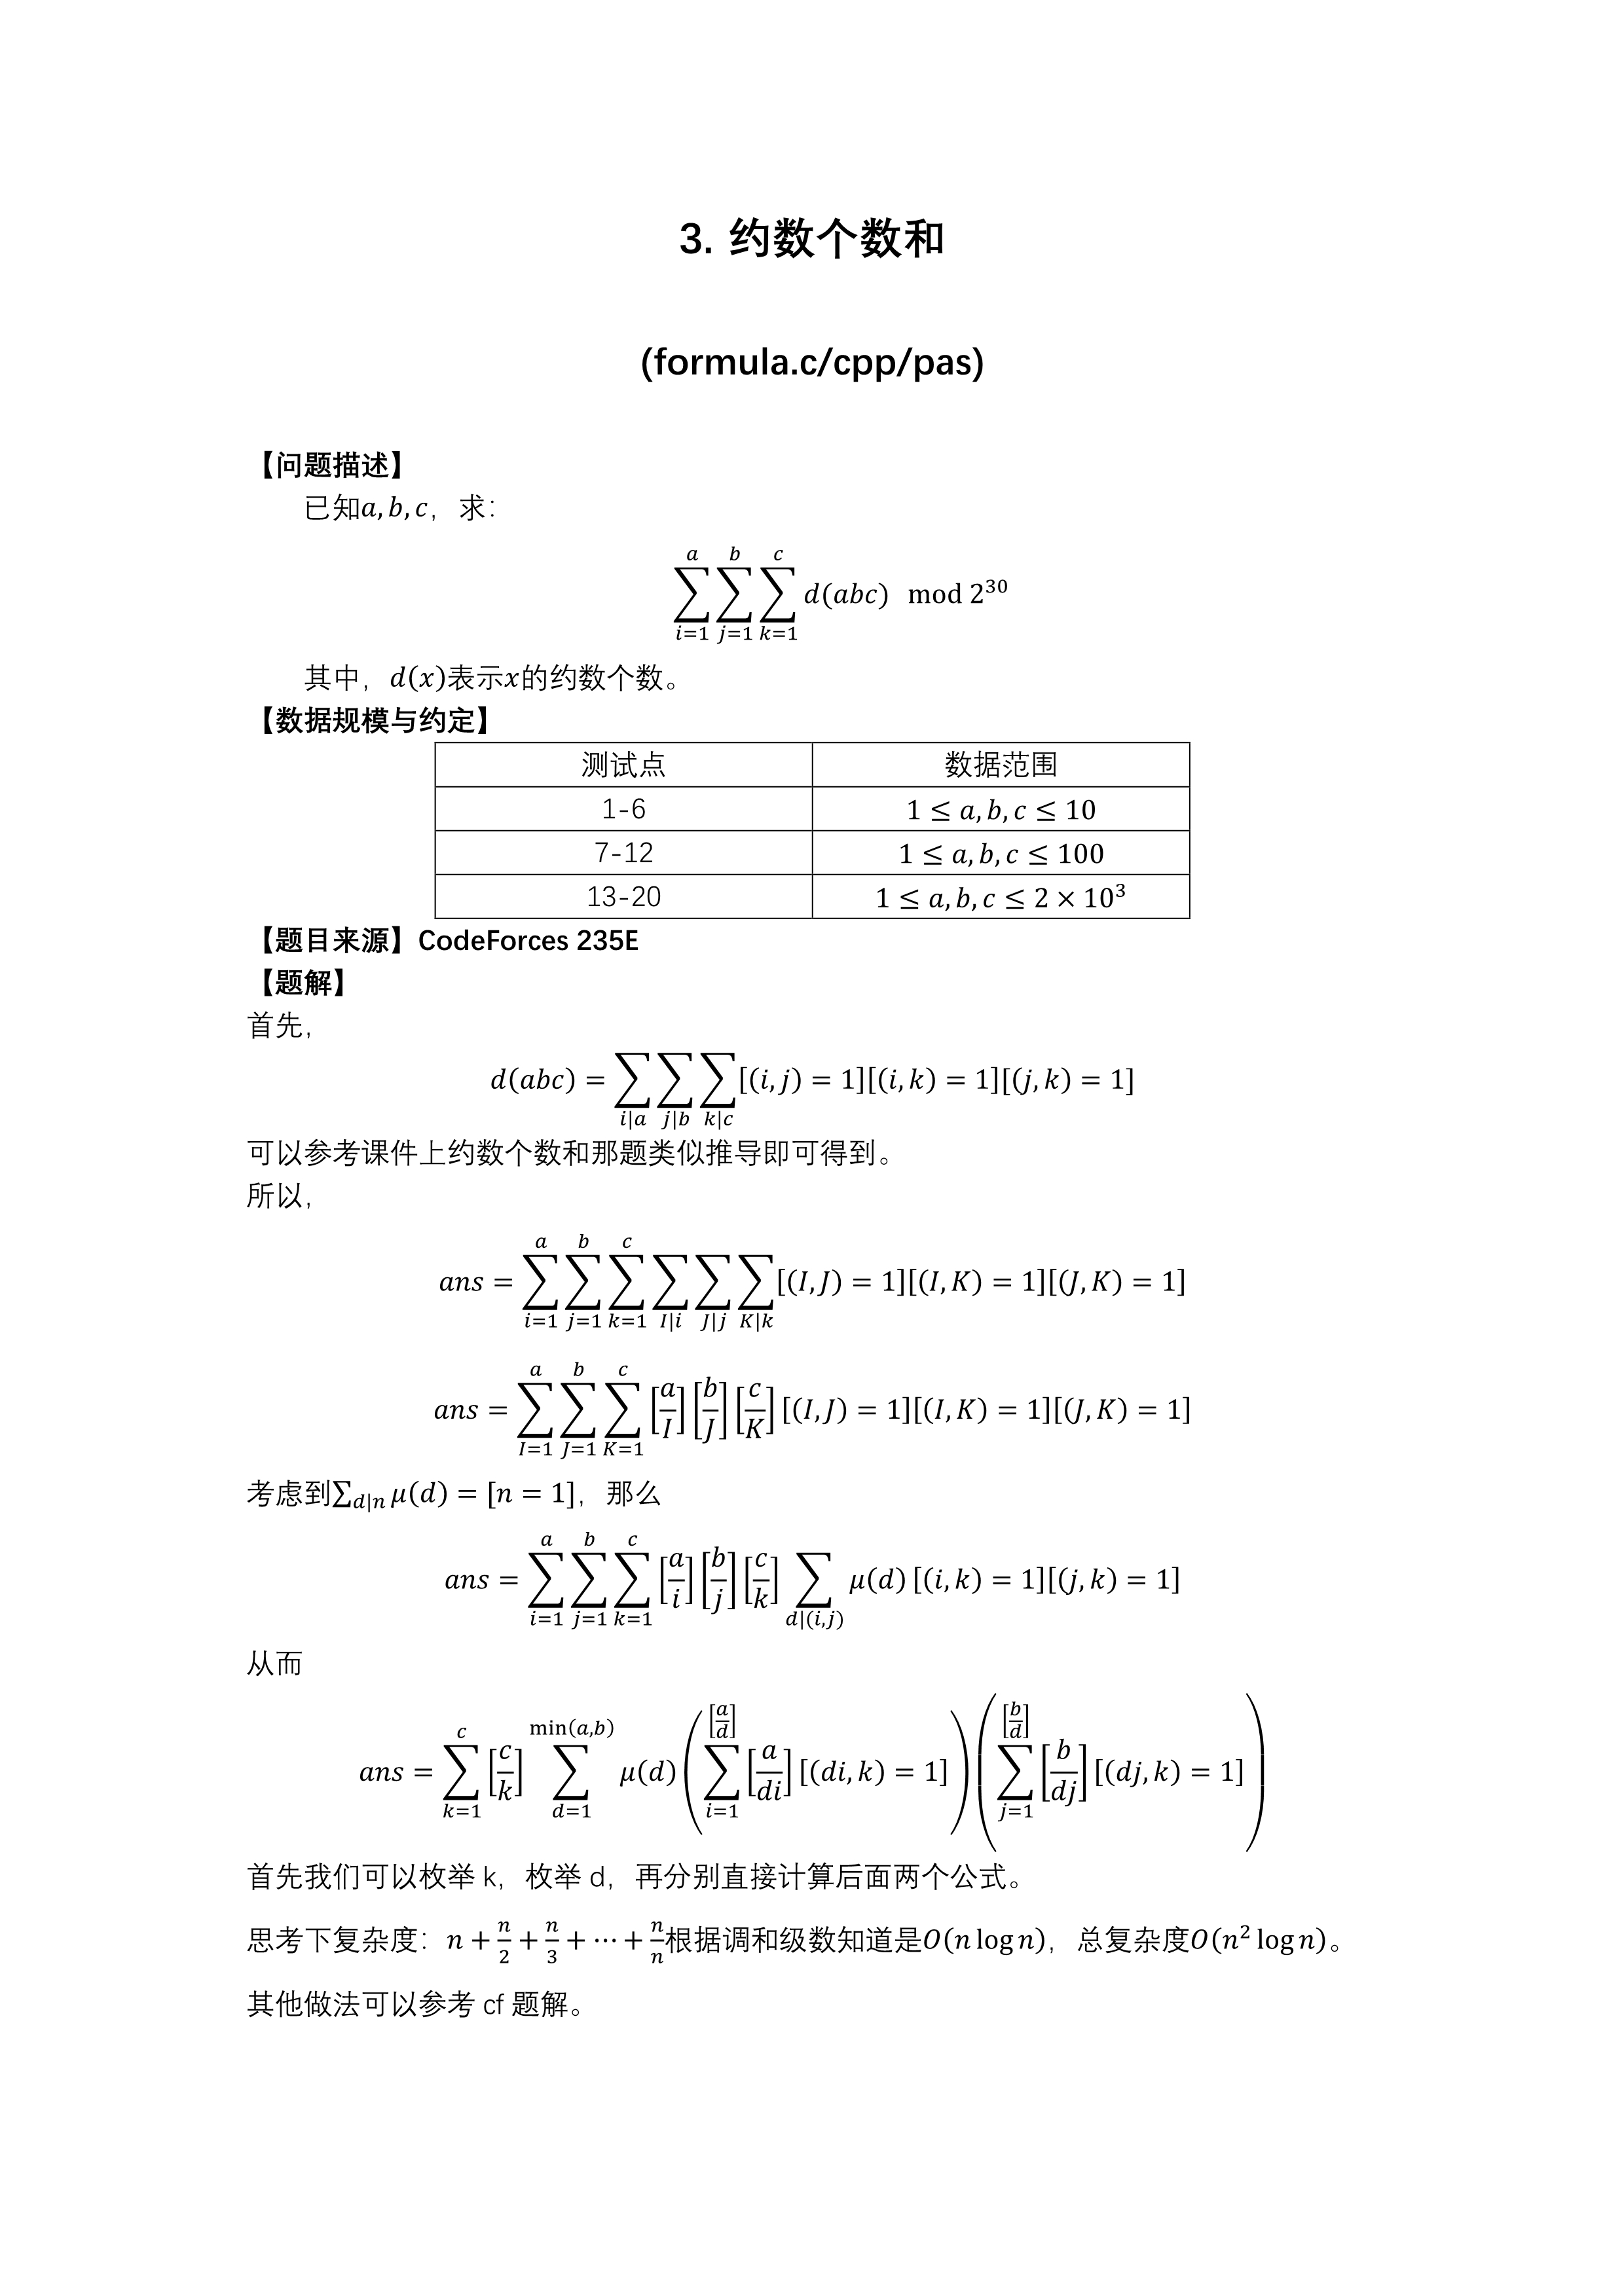 3. 约数个数和
(formula.c/cpp/pas)
【问题描述】
已知$a, b, c$，求：
$$\sum_{i=1}^{a}\sum_{j=1}^{b}\sum_{k=1}^{c} d(abc) \mod 2^{30}$$
其中，$d(x)$表示$x$的约数个数。
【数据规模与约定】
测试点 数据范围
1-6 $1 \leq a, b, c \leq 10$
7-12 $1 \leq a, b, c \leq 100$
13-20 $1 \leq a, b, c \leq 2 \times 10^3$
【题目来源】CodeForces 235E
【题解】
首先，
$$d(abc) = \sum_{i|a}\sum_{j|b}\sum_{k|c}[(i,j) = 1][(i,k) = 1][(j,k) = 1]$$
可以参考课件上约数个数和那题类似推导即可得到。
所以，
$$ans = \sum_{i=1}^{a}\sum_{j=1}^{b}\sum_{k=1}^{c}\sum_{I|i}\sum_{J|j}\sum_{K|k}[(I,J) = 1][(I,K) = 1][(J,K) = 1]$$
$$ans = \sum_{I=1}^{a}\sum_{J=1}^{b}\sum_{K=1}^{c}\left[\frac{a}{I}\right]\left[\frac{b}{J}\right]\left[\frac{c}{K}\right][(I,J) = 1][(I,K) = 1][(J,K) = 1]$$
考虑到$\sum_{d|n}\mu(d) = [n = 1]$，那么
$$ans = \sum_{i=1}^{a}\sum_{j=1}^{b}\sum_{k=1}^{c}\left[\frac{a}{i}\right]\left[\frac{b}{j}\right]\left[\frac{c}{k}\right]\sum_{d|(i,j)}\mu(d)[(i,k) = 1][(j,k) = 1]$$
从而
$$ans = \sum_{k=1}^{c}\left[\frac{c}{k}\right]\sum_{d=1}^{\min(a,b)}\mu(d)\left(\sum_{i=1}^{\left[\frac{a}{d}\right]}\left[\frac{a}{di}\right][(di,k) = 1]\right)\left(\sum_{j=1}^{\left[\frac{b}{d}\right]}\left[\frac{b}{dj}\right][(dj,k) = 1]\right)$$
首先我们可以枚举 k，枚举 d，再分别直接计算后面两个公式。
思考下复杂度：$n + \frac{n}{2} + \frac{n}{3} + \cdots + \frac{n}{n}$根据调和级数知道是$O(n \log n)$，总复杂度$O(n^2 \log n)$。
其他做法可以参考 cf 题解。